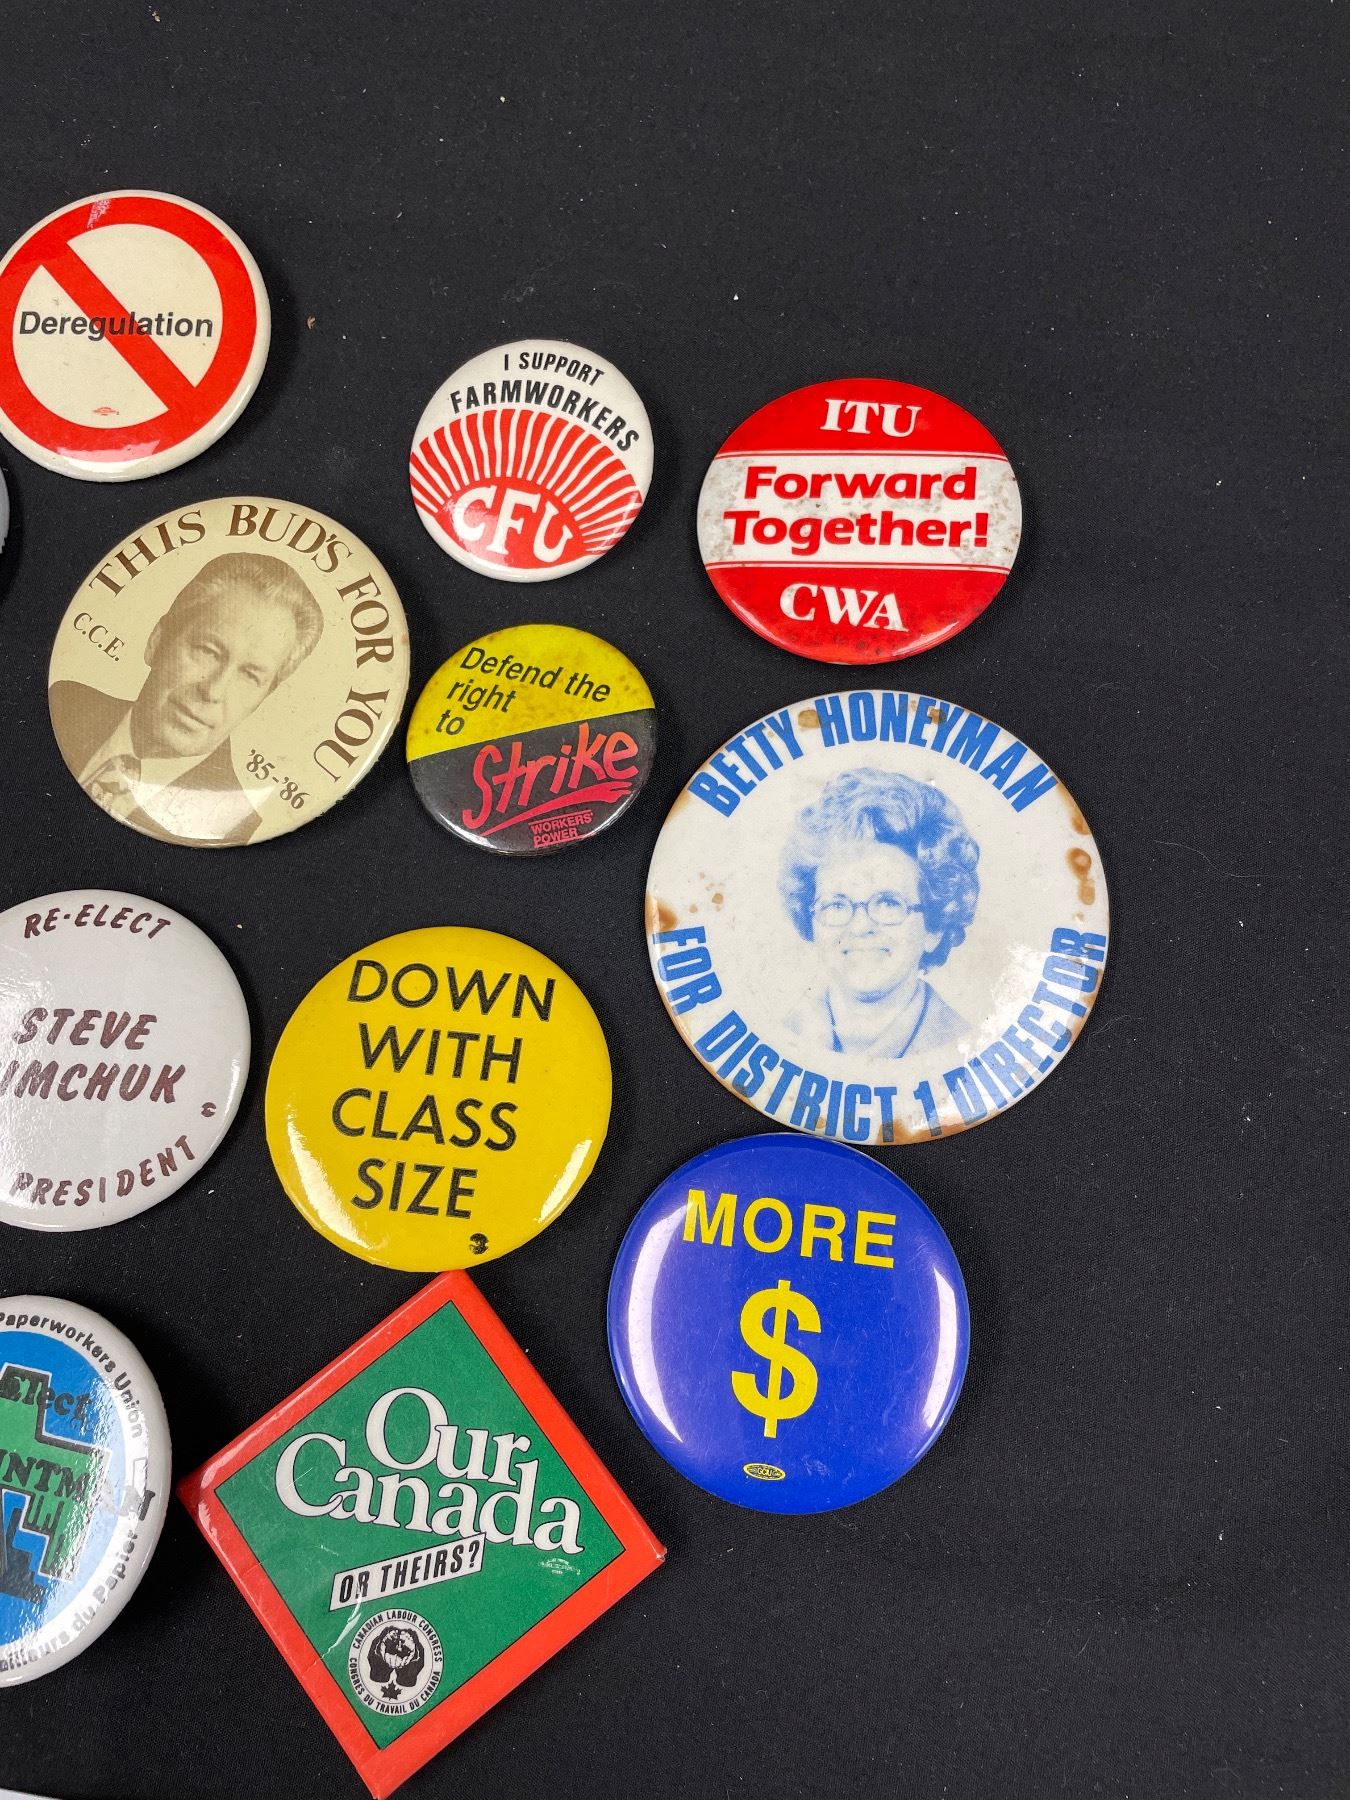 Deregulation
I SUPPORT
FARMWORKERS
CFU
ITU
Forward
Together!
CWA
THIS BUD'S FOR YOU
C.C.E.
'85-'86
Defend the
right
to
Strike
WORKERS'
POWER
BETTY HONEYMAN
FOR DISTRICT 1 DIRECTOR
RE-ELECT
STEVE
PRESIDENT
DOWN
WITH
CLASS
SIZE
MORE
$
Paperworkers Union
du Papier
Our
Canada
OR THEIRS?
CANADIAN LABOUR CONGRESS
CONGRÈS DU TRAVAIL DU CANADA